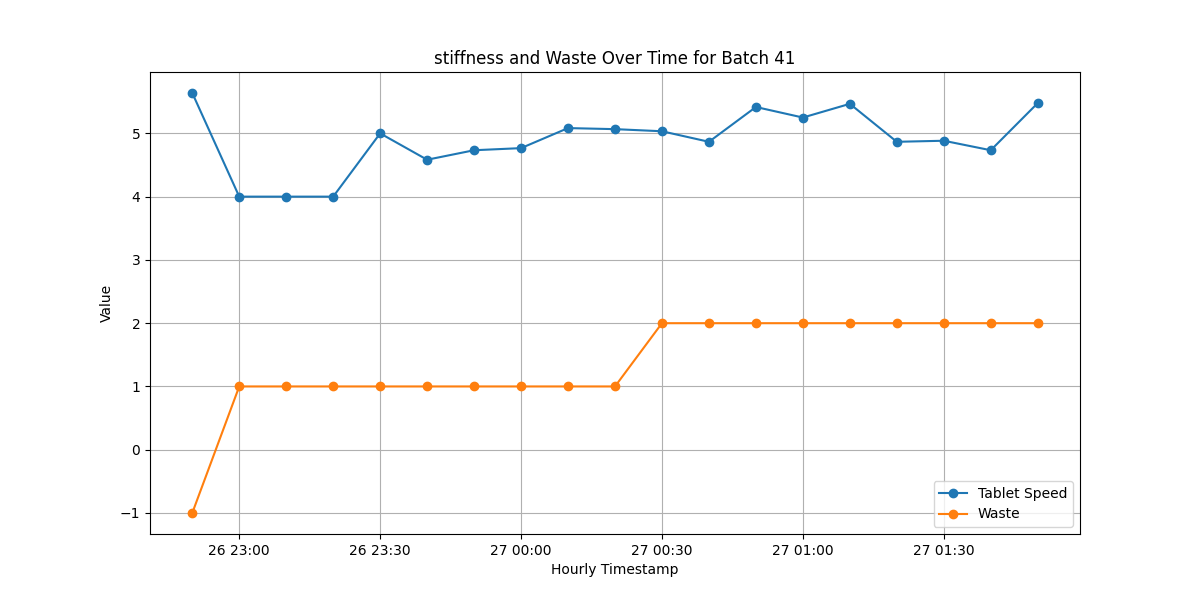 stiffness and Waste Over Time for Batch 41
Value
5
4
3
2
1
0
−1
26 23:00 26 23:30 27 00:00 27 00:30 27 01:00 27 01:30
Hourly Timestamp
Tablet Speed
Waste